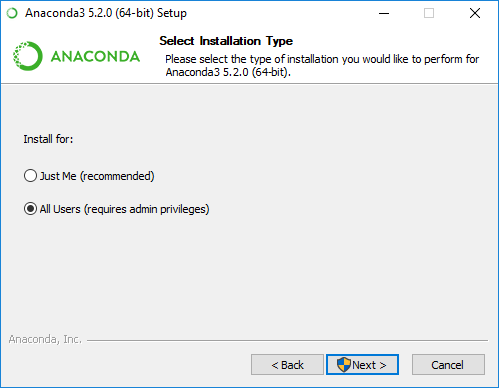 Anaconda3 5.2.0 (64-bit) Setup
ANACONDA
Select Installation Type
Please select the type of installation you would like to perform for
Anaconda3 5.2.0 (64-bit).
Install for:
Just Me (recommended)
All Users (requires admin privileges)
Anaconda, Inc.
< Back
Next >
Cancel